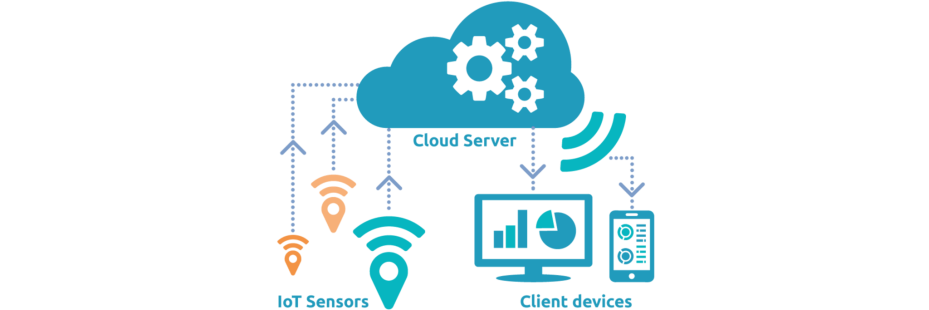 Cloud Server
IoT Sensors
Client devices